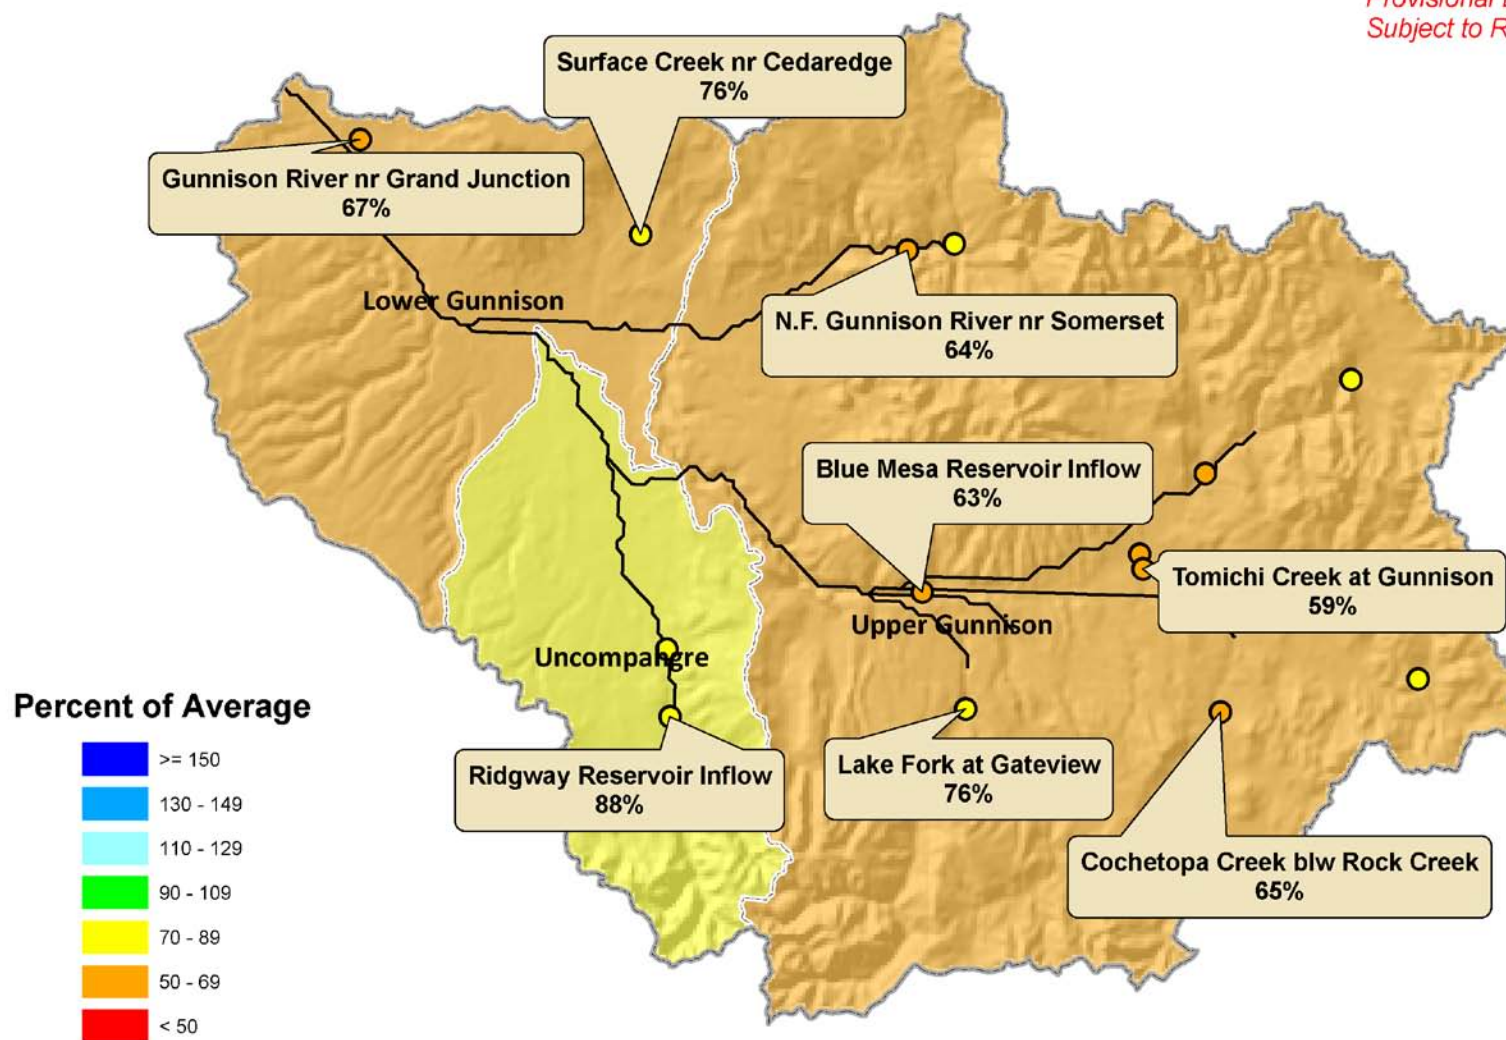 Provisional
Subject to R
Surface Creek nr Cedaredge
76%
Gunnison River nr Grand Junction
67%
Lower Gunnison
N.F. Gunnison River nr Somerset
64%
Blue Mesa Reservoir Inflow
63%
Tomichi Creek at Gunnison
59%
Upper Gunnison
Uncompahgre
Ridgway Reservoir Inflow
88%
Lake Fork at Gateview
76%
Cochetopa Creek blw Rock Creek
65%
Percent of Average
>= 150
130 - 149
110 - 129
90 - 109
70 - 89
50 - 69
< 50